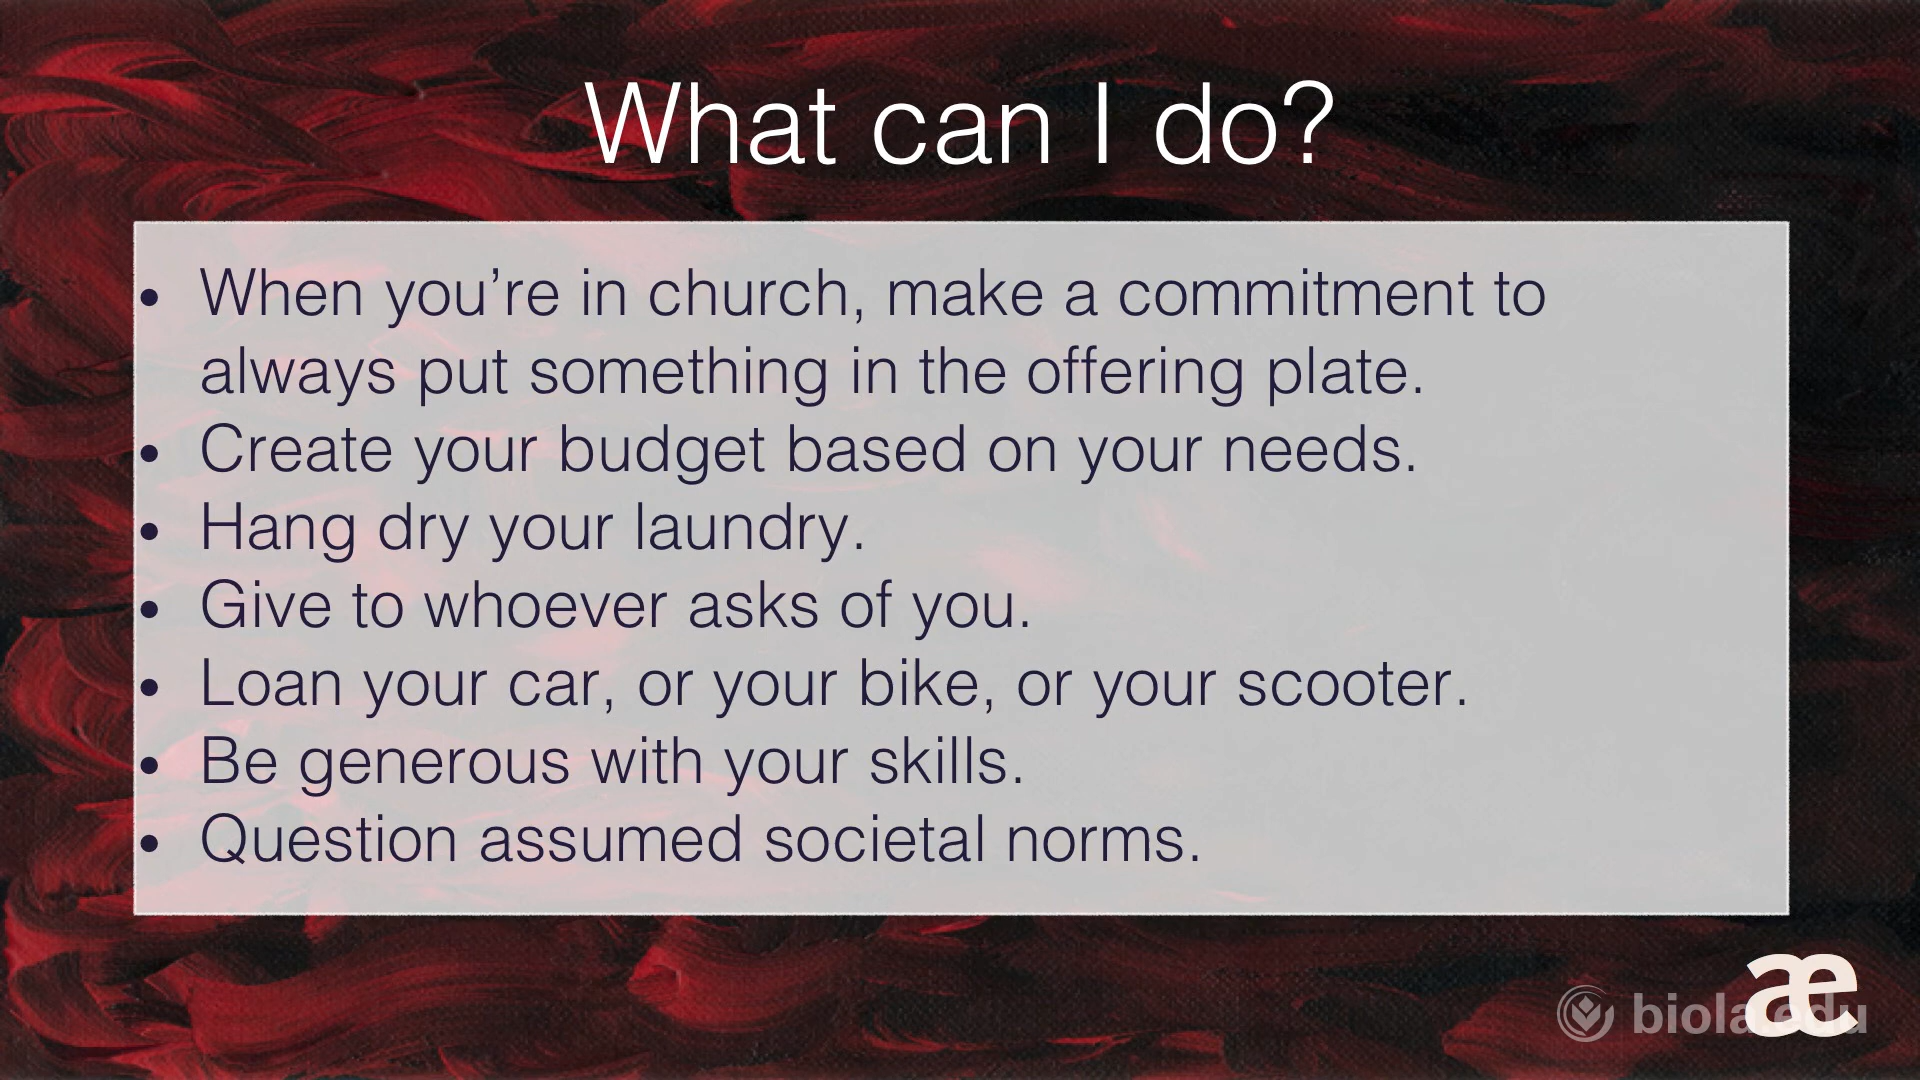 What can I do?
• When you’re in church, make a commitment to
always put something in the offering plate.
• Create your budget based on your needs.
• Hang dry your laundry.
• Give to whoever asks of you.
• Loan your car, or your bike, or your scooter.
• Be generous with your skills.
• Question assumed societal norms.
æ
biola.edu